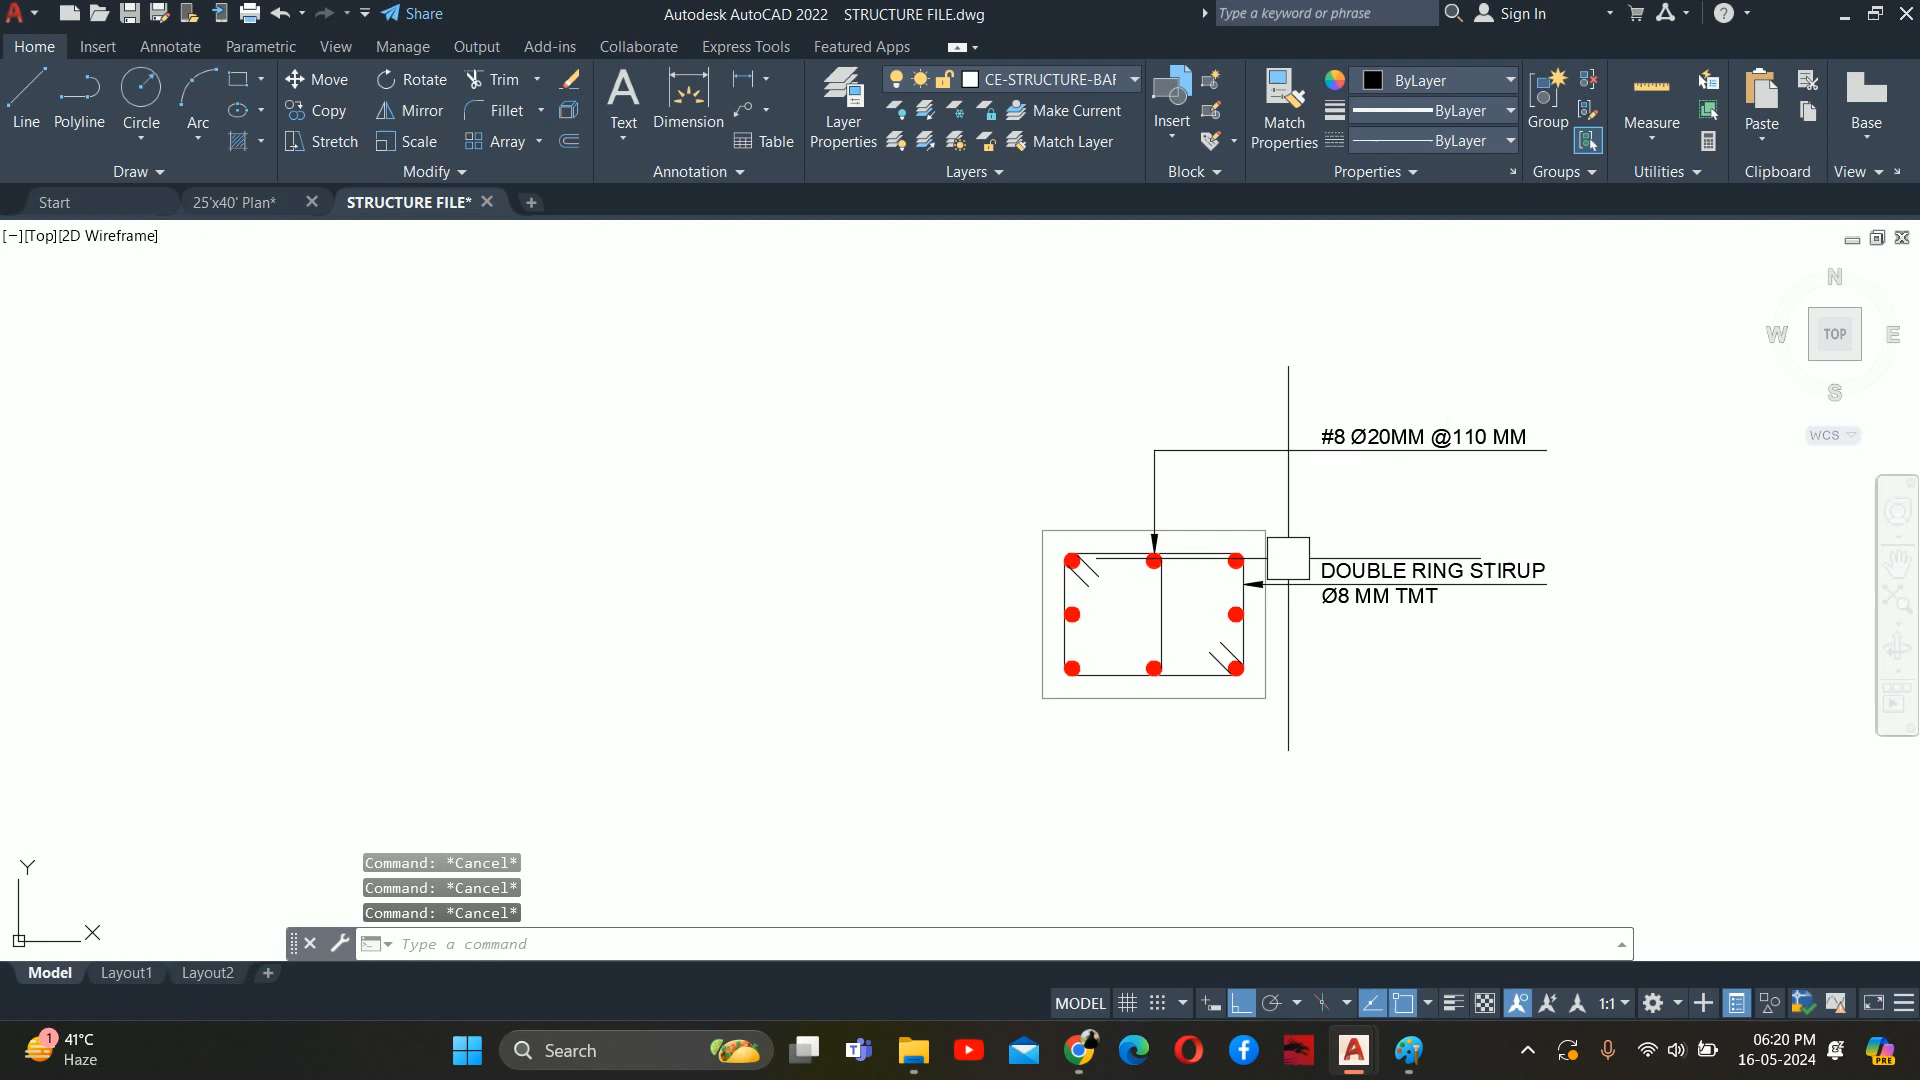 Share
Autodesk AutoCAD 2022 STRUCTURE FILE.dwg
Type a keyword or phrase
Sign In
Home Insert Annotate Parametric View Manage Output Add-ins Collaborate Express Tools Featured Apps
Line Polyline Circle Arc
Move Rotate Trim
Copy Mirror Fillet
Stretch Scale Array
Text Dimension Table
Layer Properties
CE-STRUCTURE-BAR
Make Current
Match Layer
Insert
Match Properties
ByLayer
ByLayer
ByLayer
Group
Measure
Paste
Base
Draw Modify Annotation Layers Block Properties Groups Utilities Clipboard View
Start 25'x40' Plan* STRUCTURE FILE*
[−][Top][2D Wireframe]
N
W TOP E
S
WCS
#8 Ø20MM @110 MM
DOUBLE RING STIRUP
Ø8 MM TMT
Command: *Cancel*
Command: *Cancel*
Command: *Cancel*
Y
X
Type a command
Model Layout1 Layout2
MODEL 1:1
1 41°C
Haze
Search
06:20 PM
16-05-2024
PRE